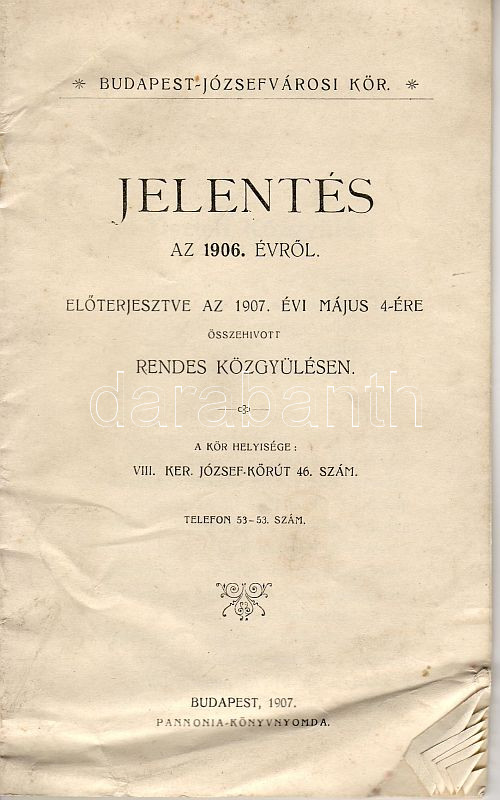 BUDAPEST-JÓZSEFVÁROSI KÖR.
JELENTÉS
AZ 1906. ÉVRŐL.
ELŐTERJESZTVE AZ 1907. ÉVI MÁJUS 4-ÉRE
ÖSSZEHIVOTT
RENDES KÖZGYÜLÉSEN.
darabanth
A KÖR HELYISÉGE:
VIII. KER. JÓZSEF-KÖRÚT 46. SZÁM.
TELEFON 53-53. SZÁM.
BUDAPEST, 1907.
PANNONIA-KÖNYVNYOMDA.